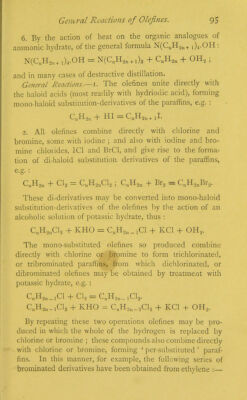 General Reactions of Olefines. 95
6. By the action of heat on the organic analogues of
ammonic hydrate, of the general formula N(CₙH₂ₙ₊₁)₄.OH :
N(CₙH₂ₙ₊₁)₄.OH = N(CₙH₂ₙ₊₁)₃ + CₙH₂ₙ + OH₂ ;
and in many cases of destructive distillation.
General Reactions.—1. The olefines unite directly with
the haloid acids (most readily with hydriodic acid), forming
mono-haloid substitution-derivatives of the paraffins, e.g. :
CₙH₂ₙ + HI = CₙH₂ₙ₊₁I.
2. All olefines combine directly with chlorine and
bromine, some with iodine ; and also with iodine and bro-
mine chlorides, ICl and BrCl, and give rise to the forma-
tion of di-haloid substitution derivatives of the paraffins,
e.g. :
CₙH₂ₙ + Cl₂ = CₙH₂ₙCl₂ ; CₙH₂ₙ + Br₂ = CₙH₂ₙBr₂.
These di-derivatives may be converted into mono-haloid
substitution-derivatives of the olefines by the action of an
alcoholic solution of potassic hydrate, thus :
CₙH₂ₙCl₂ + KHO = CₙH₂ₙ₋₁Cl + KCl + OH₂.
The mono-substituted olefines so produced combine
directly with chlorine or bromine to form trichlorinated,
or tribrominated paraffins, from which dichlorinated, or
dibrominated olefines may be obtained by treatment with
potassic hydrate, e.g. :
CₙH₂ₙ₋₁Cl + Cl₂ = CₙH₂ₙ₋₁Cl₃.
CₙH₂ₙ₋₁Cl₃ + KHO = CₙH₂ₙ₋₂Cl₂ + KCl + OH₂.
By repeating these two operations olefines may be pro-
duced in which the whole of the hydrogen is replaced by
chlorine or bromine ; these compounds also combine directly
with chlorine or bromine, forming 'per-substituted' paraf-
fins. In this manner, for example, the following series of
brominated derivatives have been obtained from ethylene :—